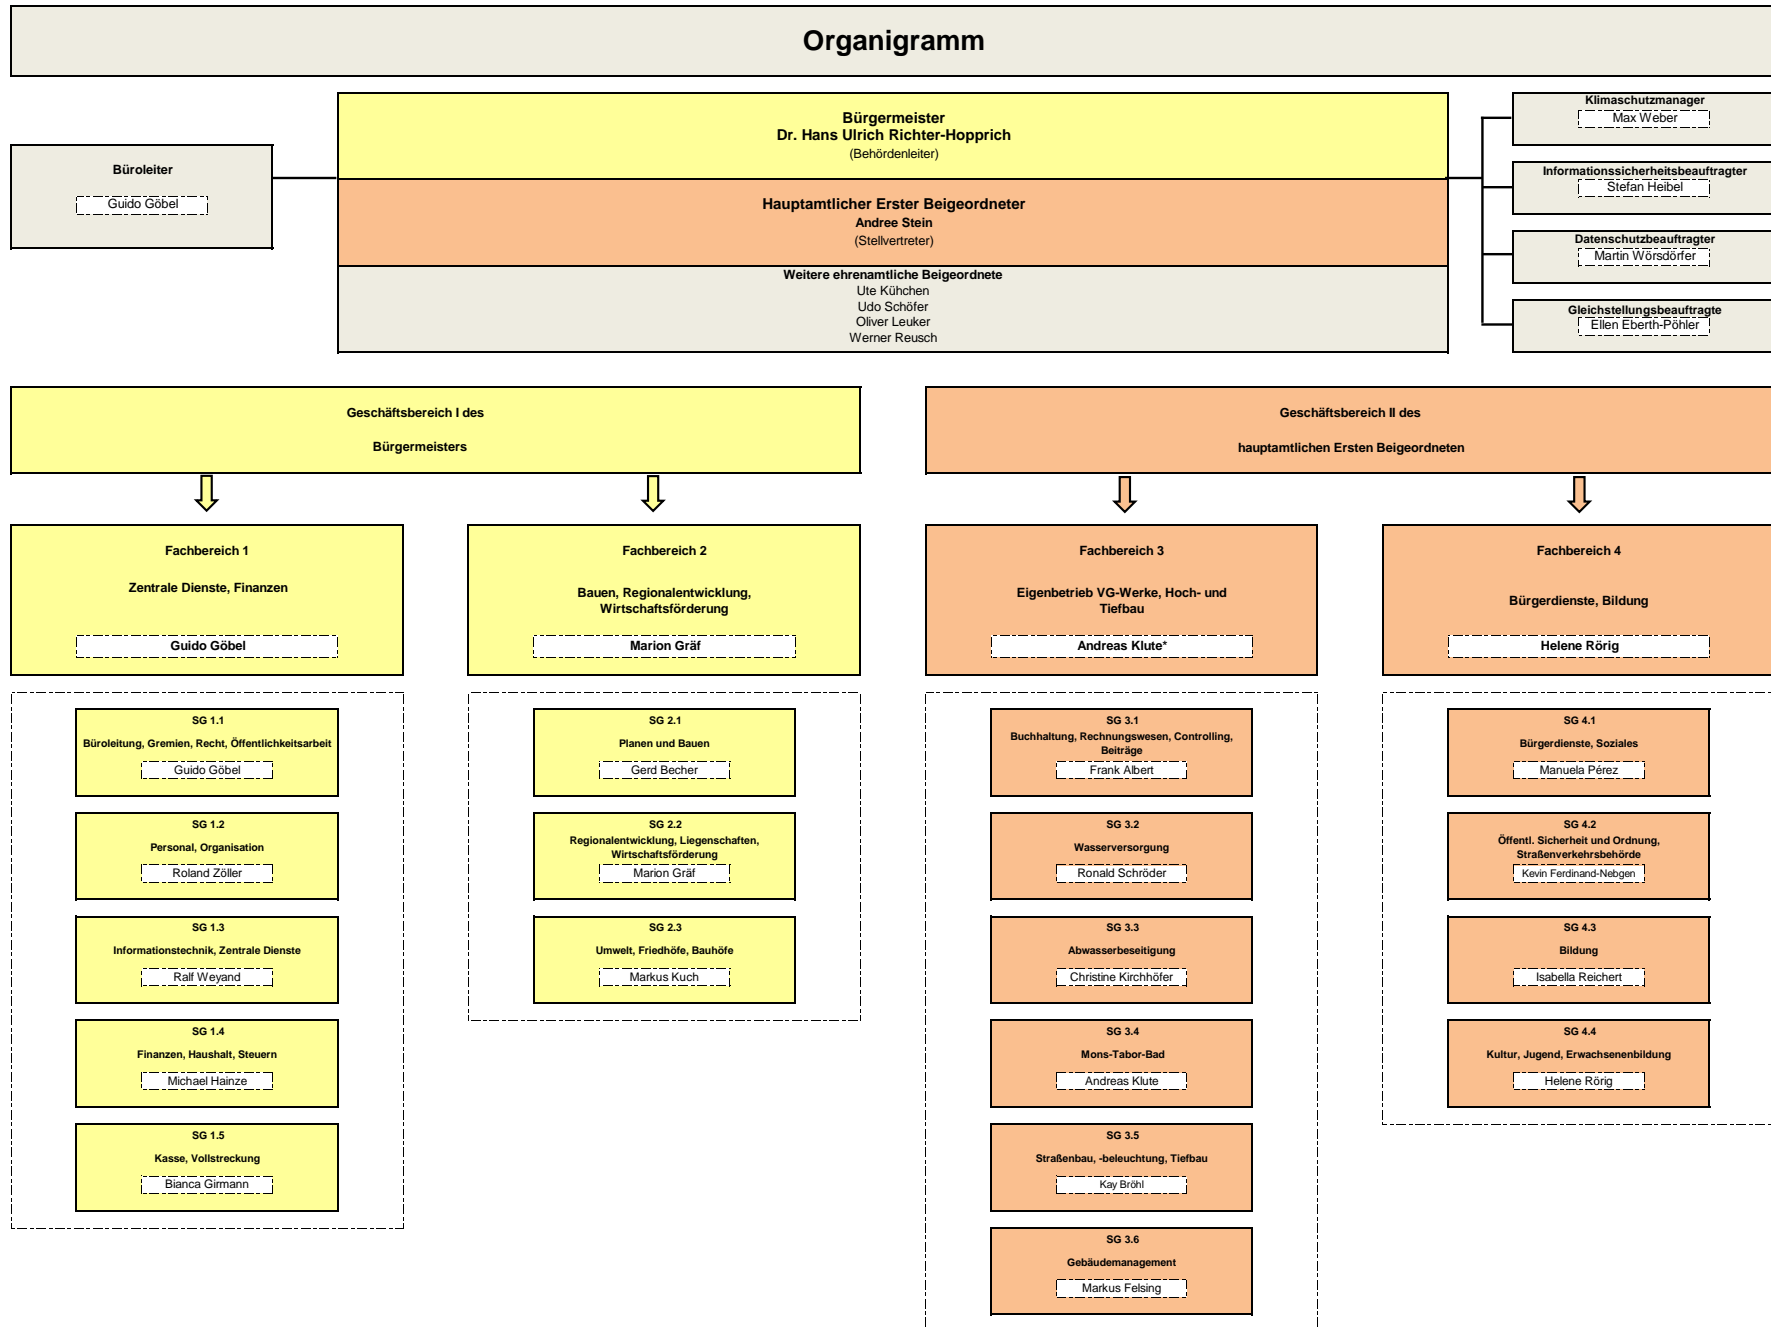 Organigramm
Büroleiter
Guido Göbel
Bürgermeister
Dr. Hans Ulrich Richter-Hopprich
(Behördenleiter)
Hauptamtlicher Erster Beigeordneter
Andree Stein
(Stellvertreter)
Weitere ehrenamtliche Beigeordnete
Ute Kühchen
Udo Schöfer
Oliver Leuker
Werner Reusch
Klimaschutzmanager
Max Weber
Informationssicherheitsbeauftragter
Stefan Heibel
Datenschutzbeauftragter
Martin Wörsdörfer
Gleichstellungsbeauftragte
Ellen Eberth-Pöhler
Geschäftsbereich I des
Bürgermeisters
Geschäftsbereich II des
hauptamtlichen Ersten Beigeordneten
Fachbereich 1
Zentrale Dienste, Finanzen
Guido Göbel
Fachbereich 2
Bauen, Regionalentwicklung,
Wirtschaftsförderung
Marion Gräf
Fachbereich 3
Eigenbetrieb VG-Werke, Hoch- und
Tiefbau
Andreas Klute*
Fachbereich 4
Bürgerdienste, Bildung
Helene Rörig
SG 1.1
Büroleitung, Gremien, Recht, Öffentlichkeitsarbeit
Guido Göbel
SG 1.2
Personal, Organisation
Roland Zöller
SG 1.3
Informationstechnik, Zentrale Dienste
Ralf Weyand
SG 1.4
Finanzen, Haushalt, Steuern
Michael Hainze
SG 1.5
Kasse, Vollstreckung
Bianca Girmann
SG 2.1
Planen und Bauen
Gerd Becher
SG 2.2
Regionalentwicklung, Liegenschaften,
Wirtschaftsförderung
Marion Gräf
SG 2.3
Umwelt, Friedhöfe, Bauhöfe
Markus Kuch
SG 3.1
Buchhaltung, Rechnungswesen, Controlling,
Beiträge
Frank Albert
SG 3.2
Wasserversorgung
Ronald Schröder
SG 3.3
Abwasserbeseitigung
Christine Kirchhöfer
SG 3.4
Mons-Tabor-Bad
Andreas Klute
SG 3.5
Straßenbau, -beleuchtung, Tiefbau
Kay Bröhl
SG 3.6
Gebäudemanagement
Markus Felsing
SG 4.1
Bürgerdienste, Soziales
Manuela Pérez
SG 4.2
Öffentl. Sicherheit und Ordnung,
Straßenverkehrsbehörde
Kevin Ferdinand-Nebgen
SG 4.3
Bildung
Isabella Reichert
SG 4.4
Kultur, Jugend, Erwachsenenbildung
Helene Rörig